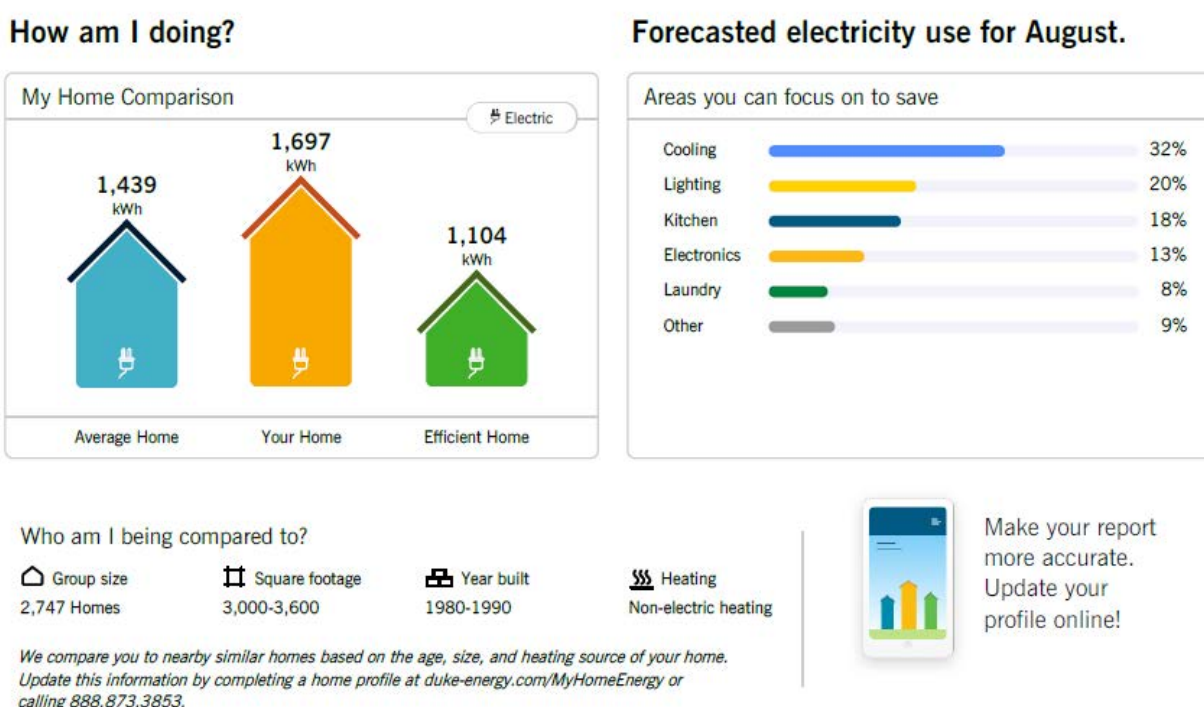 How am I doing?
My Home Comparison
Electric
1,439
kWh
1,697
kWh
1,104
kWh
Average Home
Your Home
Efficient Home
Forecasted electricity use for August.
Areas you can focus on to save
Cooling 32%
Lighting 20%
Kitchen 18%
Electronics 13%
Laundry 8%
Other 9%
Who am I being compared to?
Group size
2,747 Homes
Square footage
3,000-3,600
Year built
1980-1990
Heating
Non-electric heating
We compare you to nearby similar homes based on the age, size, and heating source of your home.
Update this information by completing a home profile at duke-energy.com/MyHomeEnergy or
calling 888.873.3853.
Make your report
more accurate.
Update your
profile online!